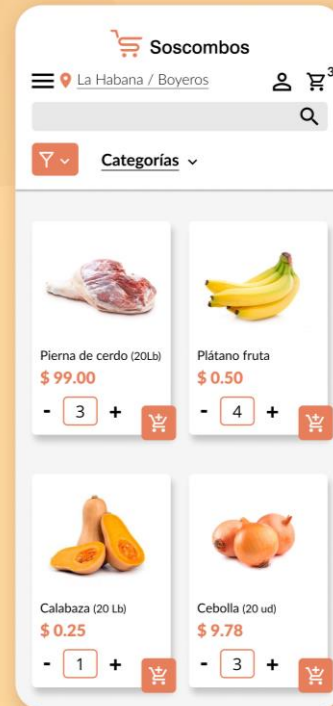 Soscombos
La Habana / Boyeros
3
Categorías
Pierna de cerdo (20Lb)
$ 99.00
- 3 +
Plátano fruta
$ 0.50
- 4 +
Calabaza (20 Lb)
$ 0.25
- 1 +
Cebolla (20 ud)
$ 9.78
- 3 +